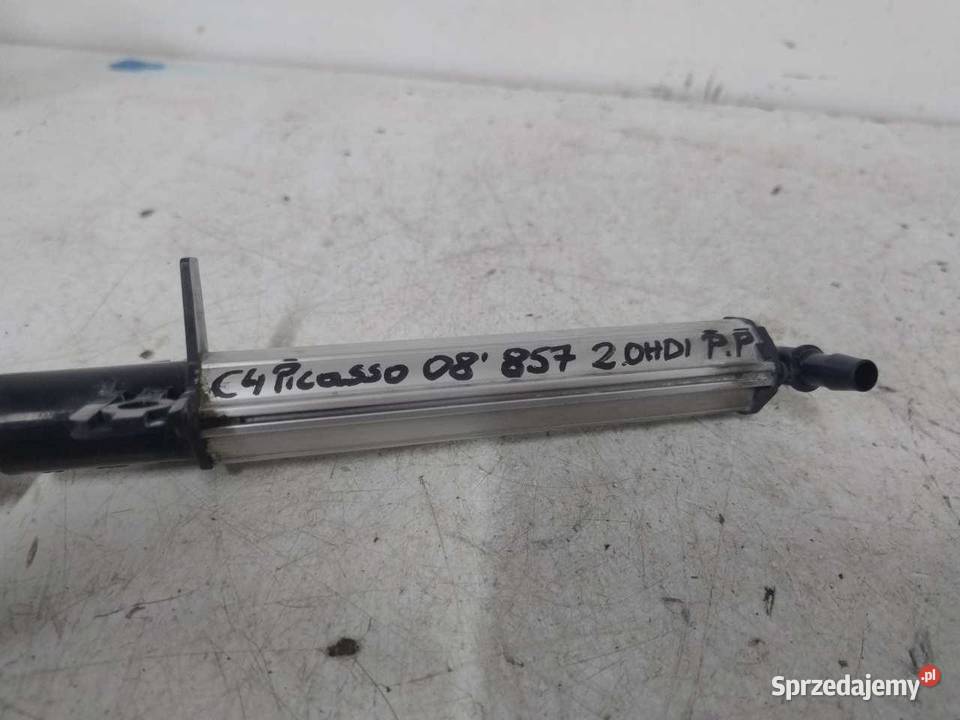 C4 Picasso 08' 857 2.0HDI P.P
Sprzedajemy.pl